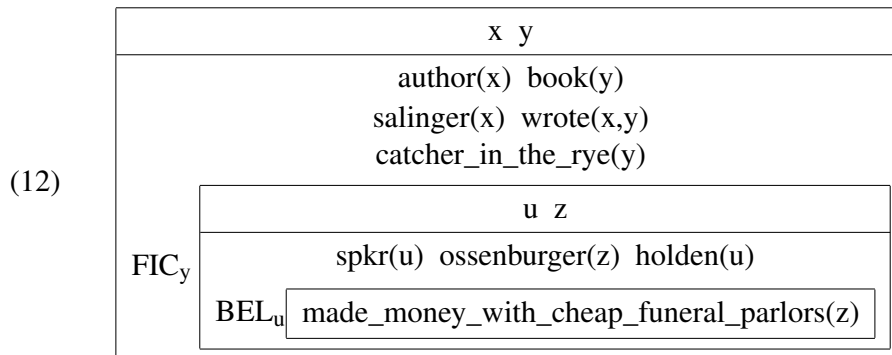 x y
author(x) book(y)
salinger(x) wrote(x,y)
catcher_in_the_rye(y)
(12)
u z
FIC_y spkr(u) ossenburger(z) holden(u)
BEL_u made_money_with_cheap_funeral_parlors(z)